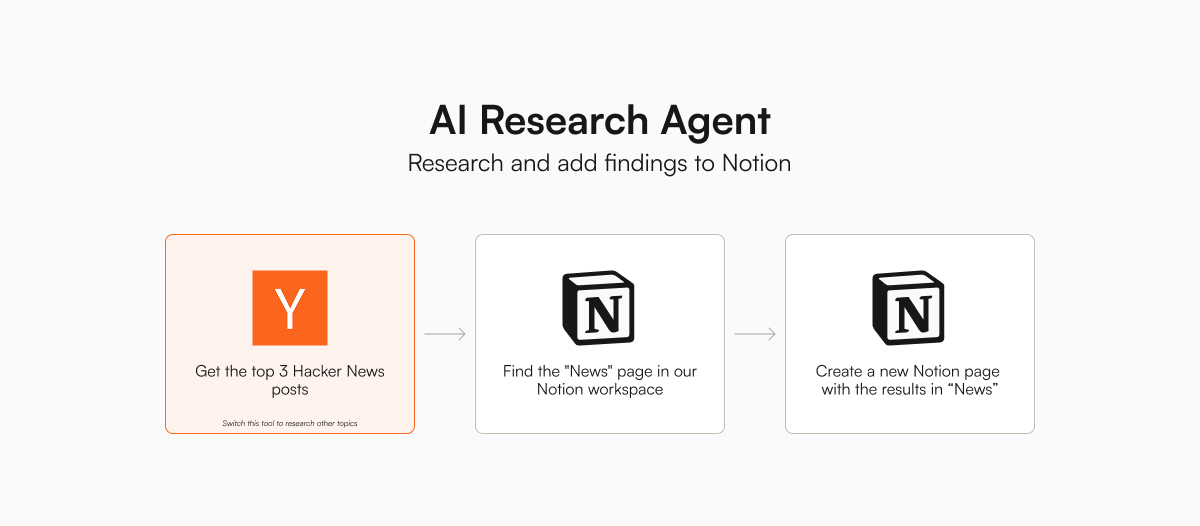 AI Research Agent
Research and add findings to Notion
Y
Get the top 3 Hacker News
posts
Switch this tool to research other topics
N
Find the "News" page in our
Notion workspace
N
Create a new Notion page
with the results in “News”